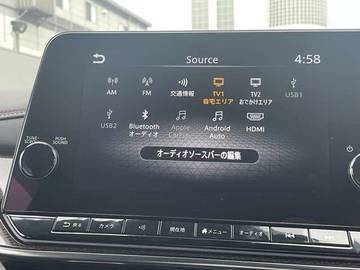 Source
4:58
AM
FM
交通情報
TV1
自宅エリア
TV2
おでかけエリア
USB1
USB2
Bluetooth
オーディオ
Apple
CarPlay
Android
Auto
HDMI
オーディオソースバーの編集
TUNE
SCROLL
PUSH
SOUND
戻る
カメラ
現在地
メニュー
オーディオ